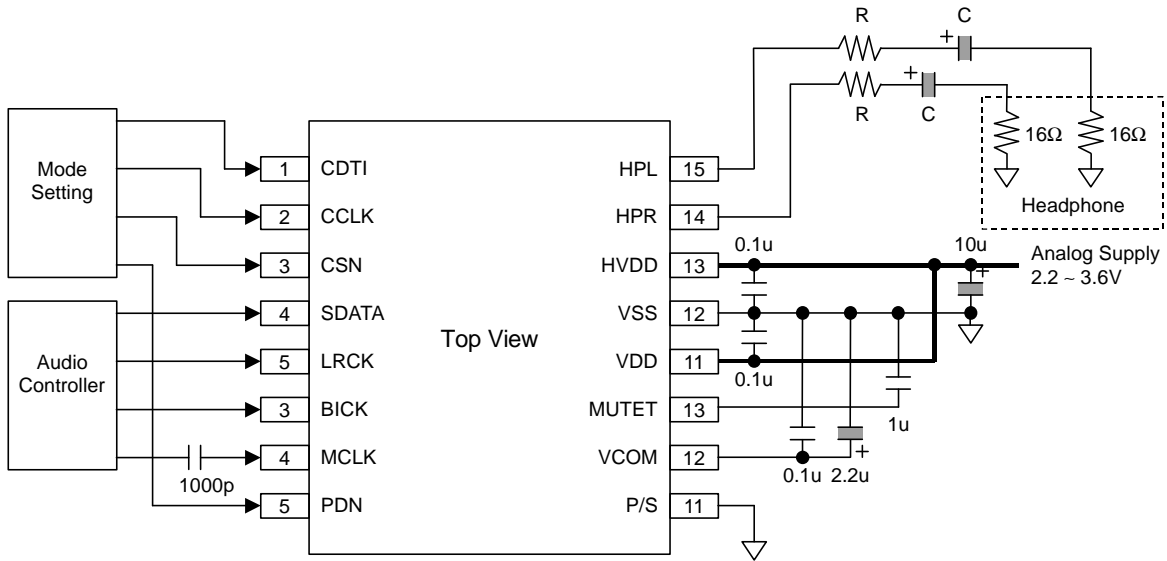 R
C
+
+
R
C
Mode
Setting
16Ω
16Ω
Headphone
1
CDTI
HPL
15
2
CCLK
HPR
14
0.1u
10u
Analog Supply
2.2 ~ 3.6V
3
CSN
HVDD
13
+
4
SDATA
VSS
12
Top View
Audio
Controller
5
LRCK
VDD
11
0.1u
3
BICK
MUTET
13
1u
4
MCLK
VCOM
12
+
1000p
0.1u
2.2u
5
PDN
P/S
11